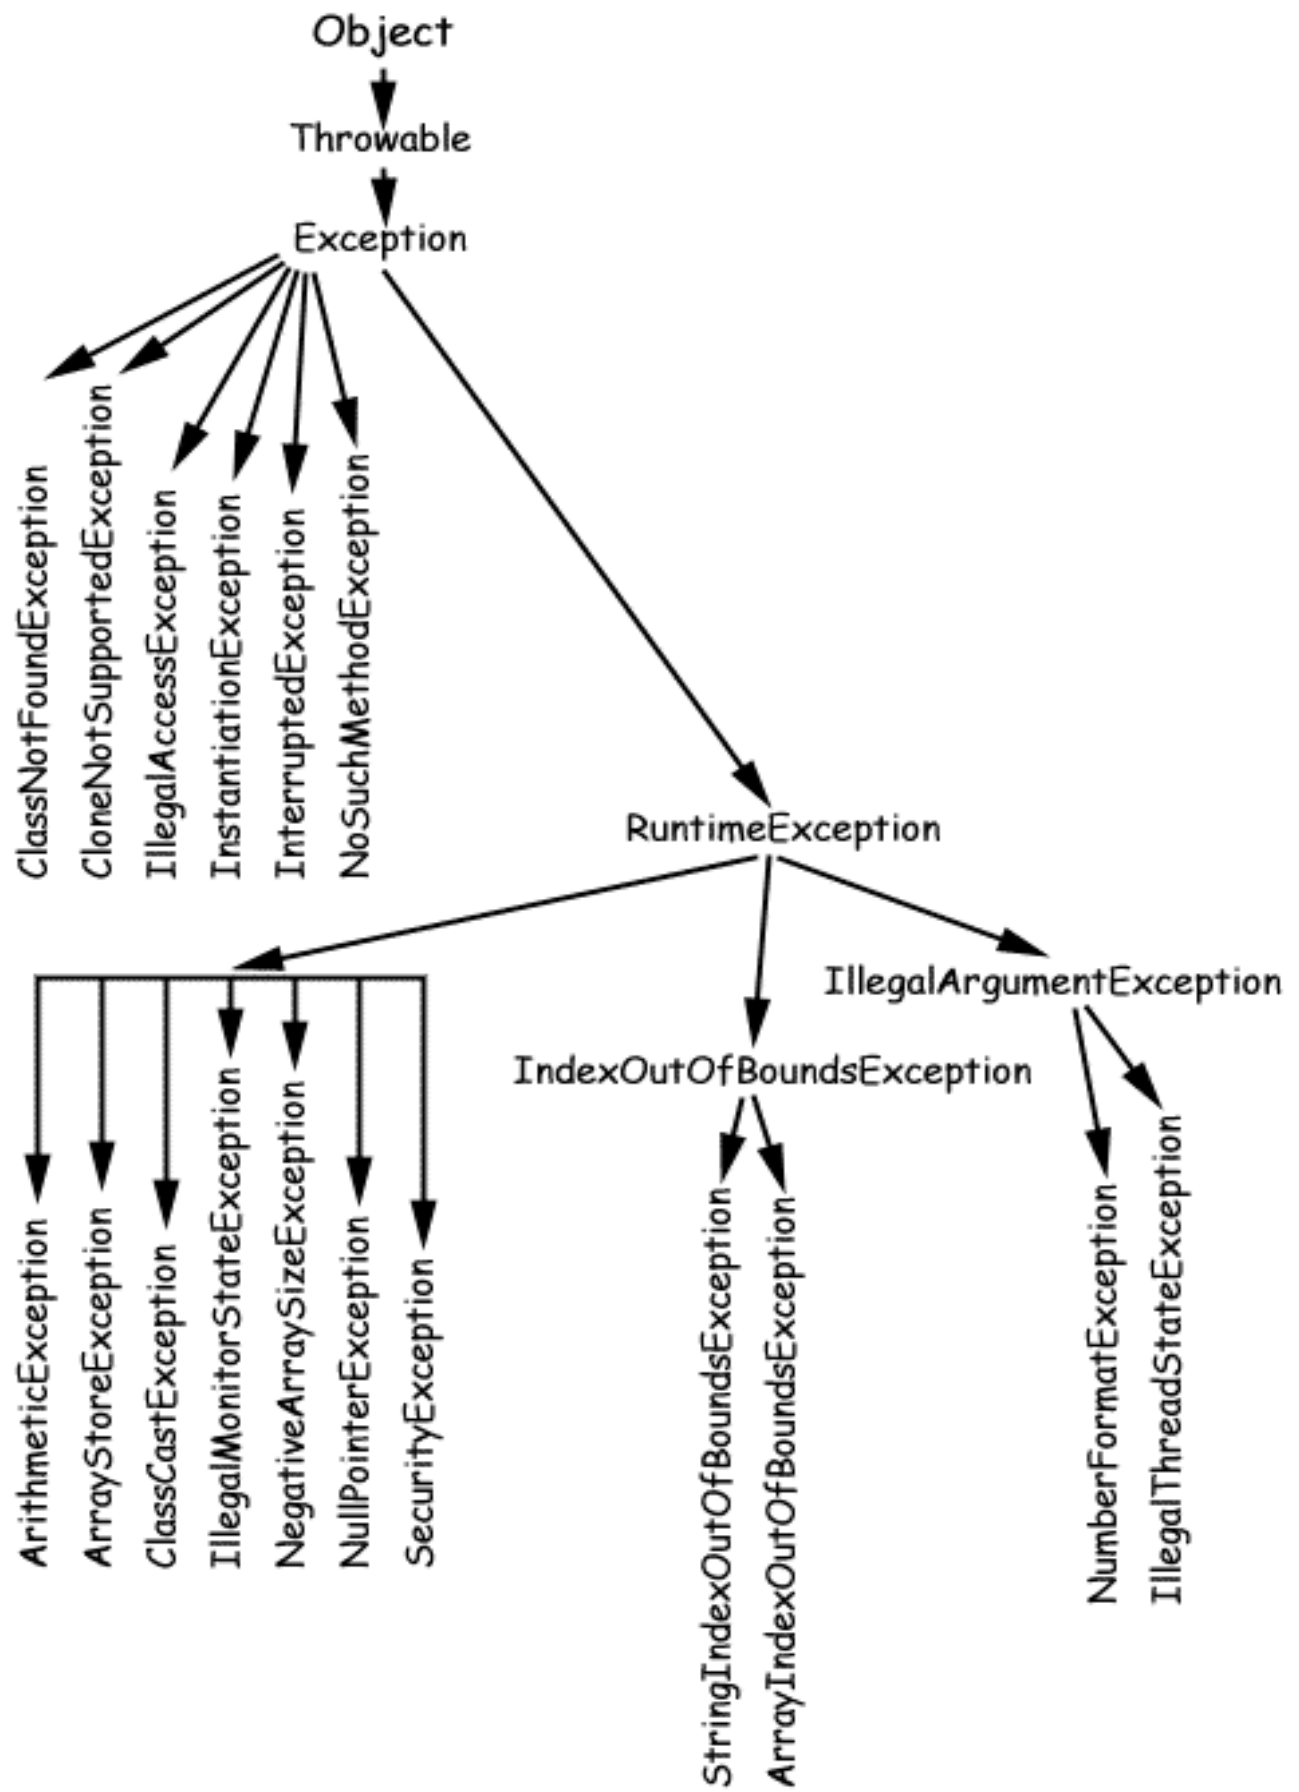 Object
Throwable
Exception
ClassNotFoundException
CloneNotSupportedException
IllegalAccessException
InstantiationException
InterruptedException
NoSuchMethodException
RuntimeException
IllegalArgumentException
IndexOutOfBoundsException
ArithmeticException
ArrayStoreException
ClassCastException
IllegalMonitorStateException
NegativeArraySizeException
NullPointerException
SecurityException
StringIndexOutOfBoundsException
ArrayIndexOutOfBoundsException
NumberFormatException
IllegalThreadStateException